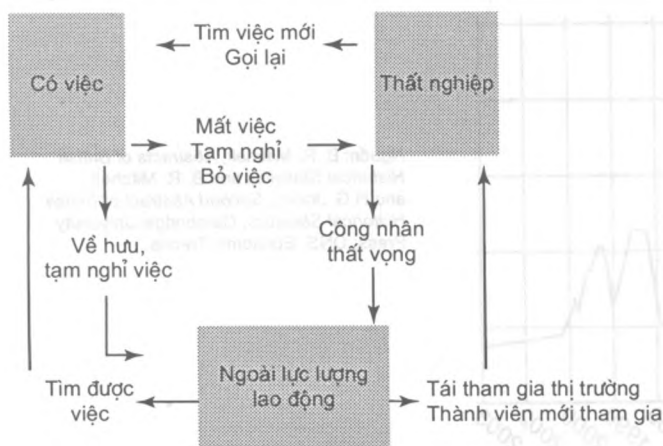 Tìm việc mới
Gọi lại
Có việc
Thất nghiệp
Mất việc
Tạm nghỉ
Bỏ việc
Về hưu,
tạm nghỉ việc
Công nhân
thất vọng
Ngoài lực lượng
lao động
Tìm được
việc
Tái tham gia thị trường
Thành viên mới tham gia